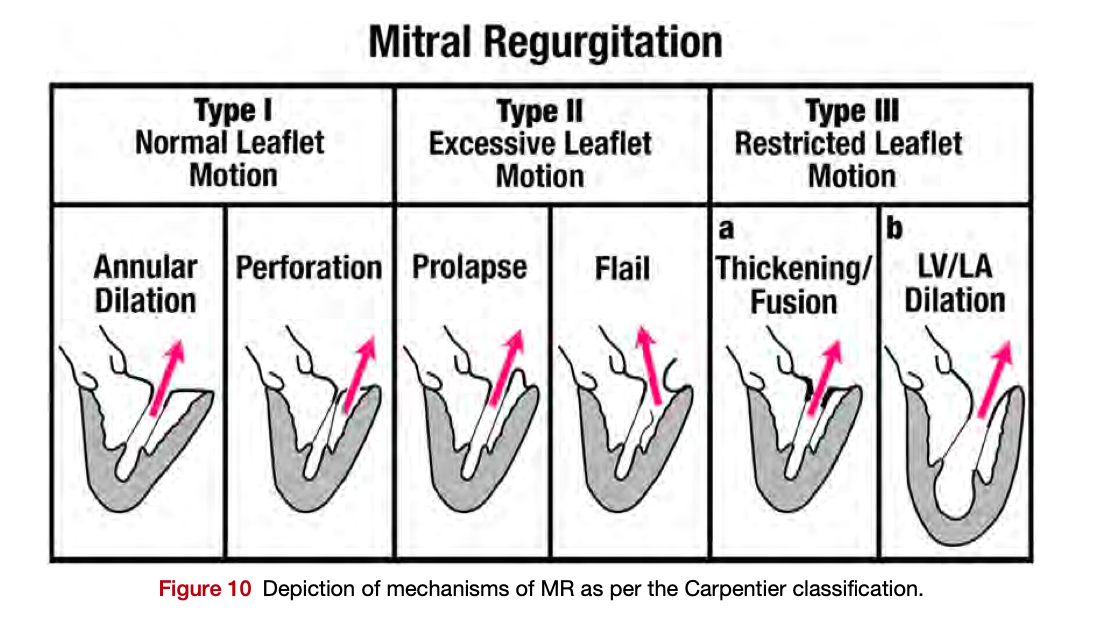 Mitral Regurgitation
Type I
Normal Leaflet
Motion
Type II
Excessive Leaflet
Motion
Type III
Restricted Leaflet
Motion
Annular
Dilation
Perforation
Prolapse
Flail
a
Thickening/
Fusion
b
LV/LA
Dilation
Figure 10 Depiction of mechanisms of MR as per the Carpentier classification.